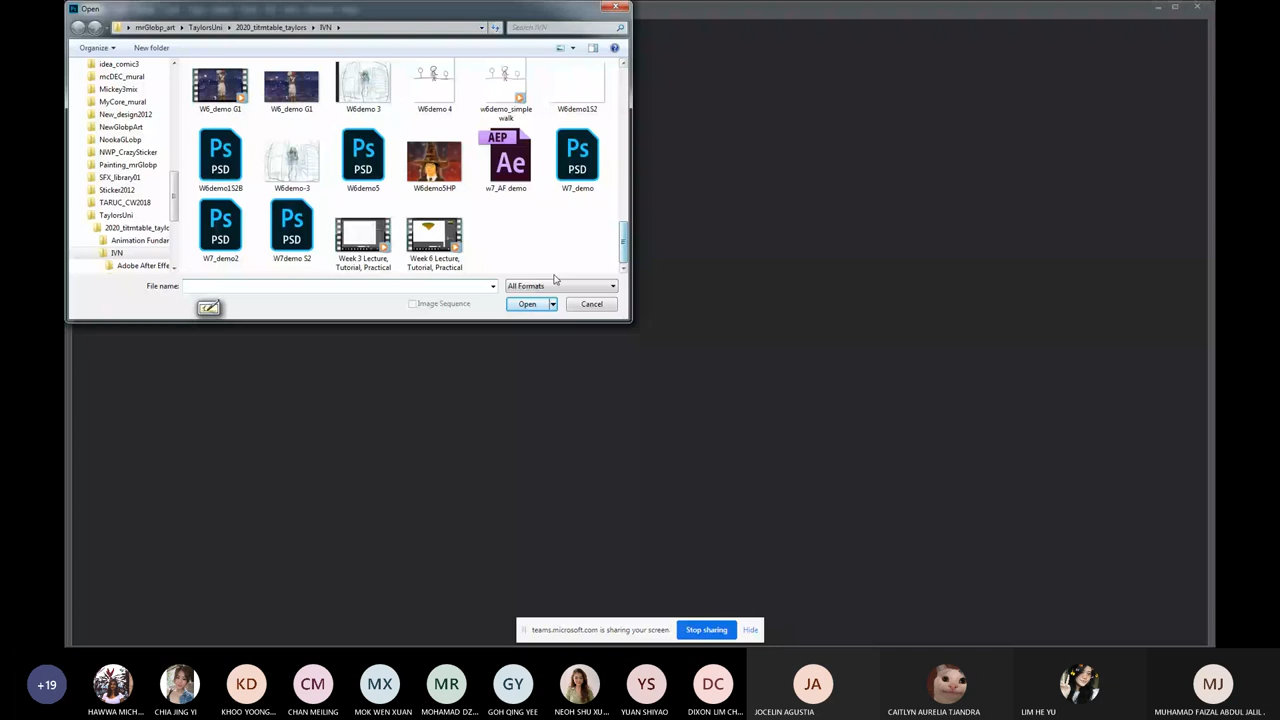 Open
mrGlobp_art
TaylorsUni
2020_titmtable_taylors
IVN
Search IVN
Organize
New folder
idea_comic3
mcDEC_mural
Mickey3mix
MyCore_mural
New_design2012
NewGlobpArt
NookaGLobp
NWP_CrazySticker
Painting_mrGlobp
SFX_library01
Sticker2012
TARUC_CW2018
TaylorsUni
2020_titmtable_taylo
Animation Fundar
IVN
Adobe After Effe
W6_demo G1
W6_demo G1
W6demo 3
W6demo 4
w6demo_simple
walk
W6demo1S2
Ps
PSD
W6demo1S2B
W6demo-3
Ps
PSD
W6demo5
W6demo5HP
AEP
Ae
w7_AF demo
Ps
PSD
W7_demo
Ps
PSD
W7_demo2
Ps
PSD
W7demo S2
Week 3 Lecture,
Tutorial, Practical
Week 6 Lecture,
Tutorial, Practical
File name:
All Formats
Image Sequence
Open
Cancel
teams.microsoft.com is sharing your screen.
Stop sharing
Hide
+19
HAWWA MICH...
CHIA JING YI
KD
KHOO YOONG...
CM
CHAN MEILING
MX
MOK WEN XUAN
MR
MOHAMAD DZ...
GY
GOH QING YEE
NEOH SHU XU...
YS
YUAN SHIYAO
DC
DIXON LIM CH...
JA
JOCELIN AGUSTIA
CAITLYN AURELIA TJANDRA
LIM HE YU
MJ
MUHAMAD FAIZAL ABDUL JALIL .